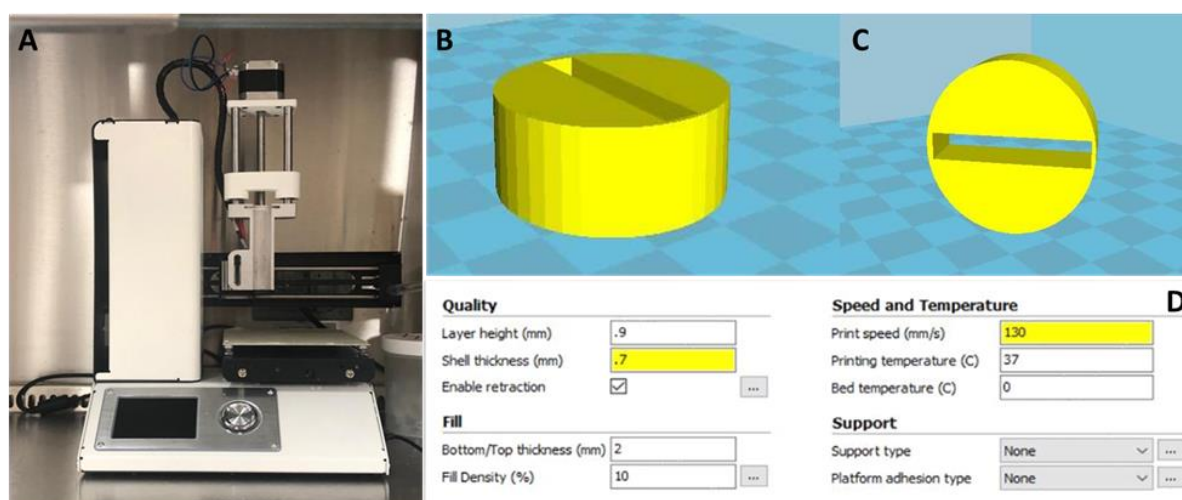 A
B
C
D
Quality
Layer height (mm) .9
Shell thickness (mm) .7
Enable retraction ...
Fill
Bottom/Top thickness (mm) 2
Fill Density (%) 10 ...
Speed and Temperature
Print speed (mm/s) 130
Printing temperature (C) 37
Bed temperature (C) 0
Support
Support type None ...
Platform adhesion type None ...